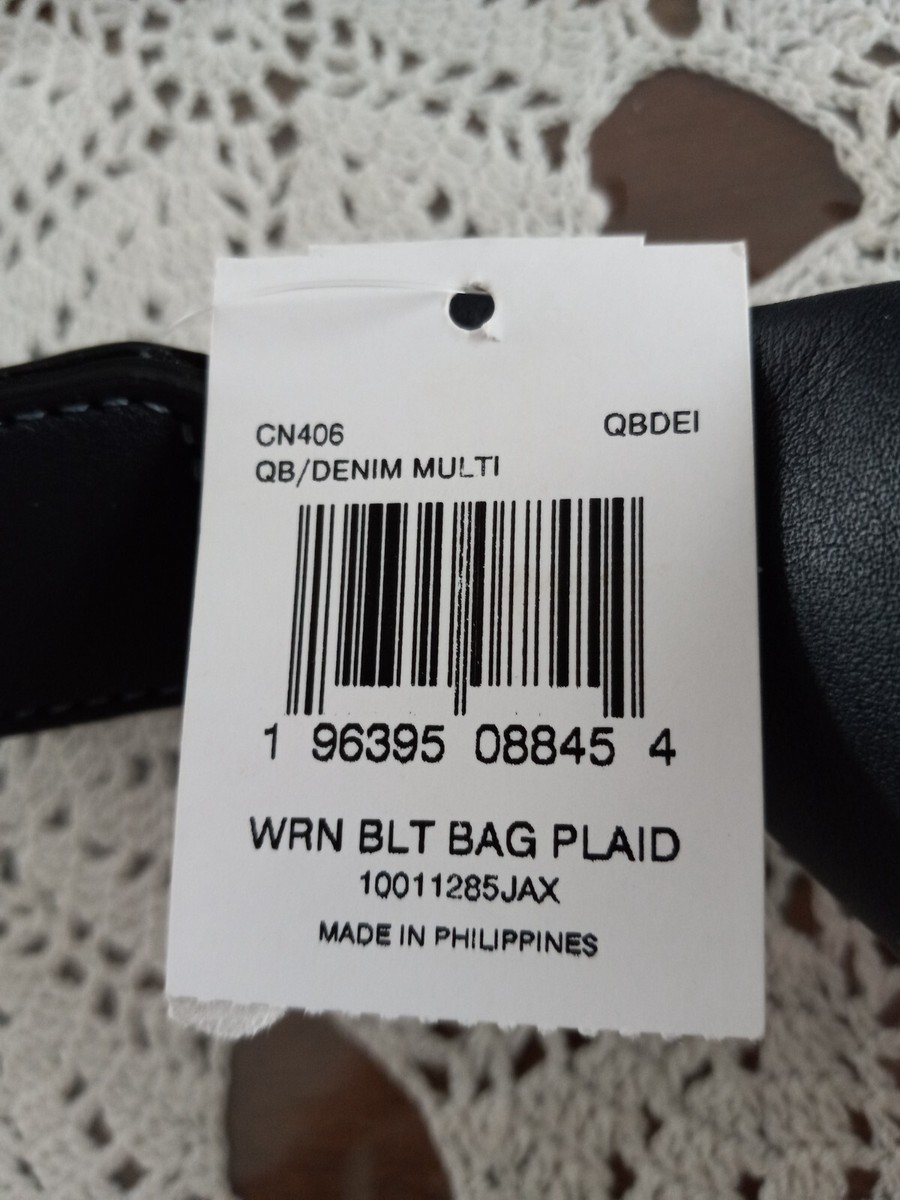 CN406 QBDEI
QB/DENIM MULTI
1 96395 08845 4
WRN BLT BAG PLAID
10011285JAX
MADE IN PHILIPPINES